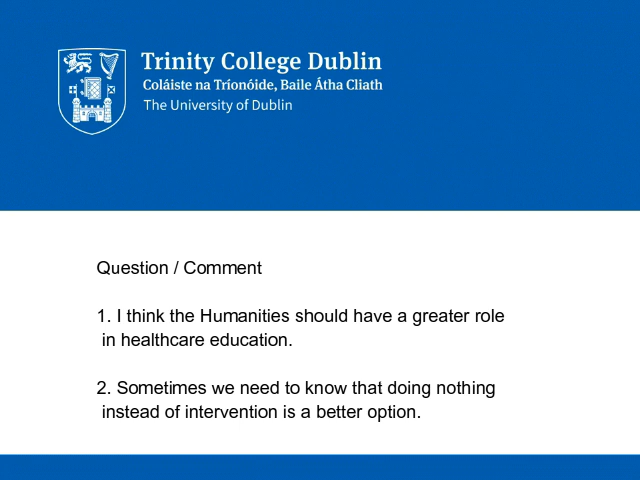 Trinity College Dublin
Coláiste na Tríonóide, Baile Átha Cliath
The University of Dublin
Question / Comment
1. I think the Humanities should have a greater role
in healthcare education.
2. Sometimes we need to know that doing nothing
instead of intervention is a better option.